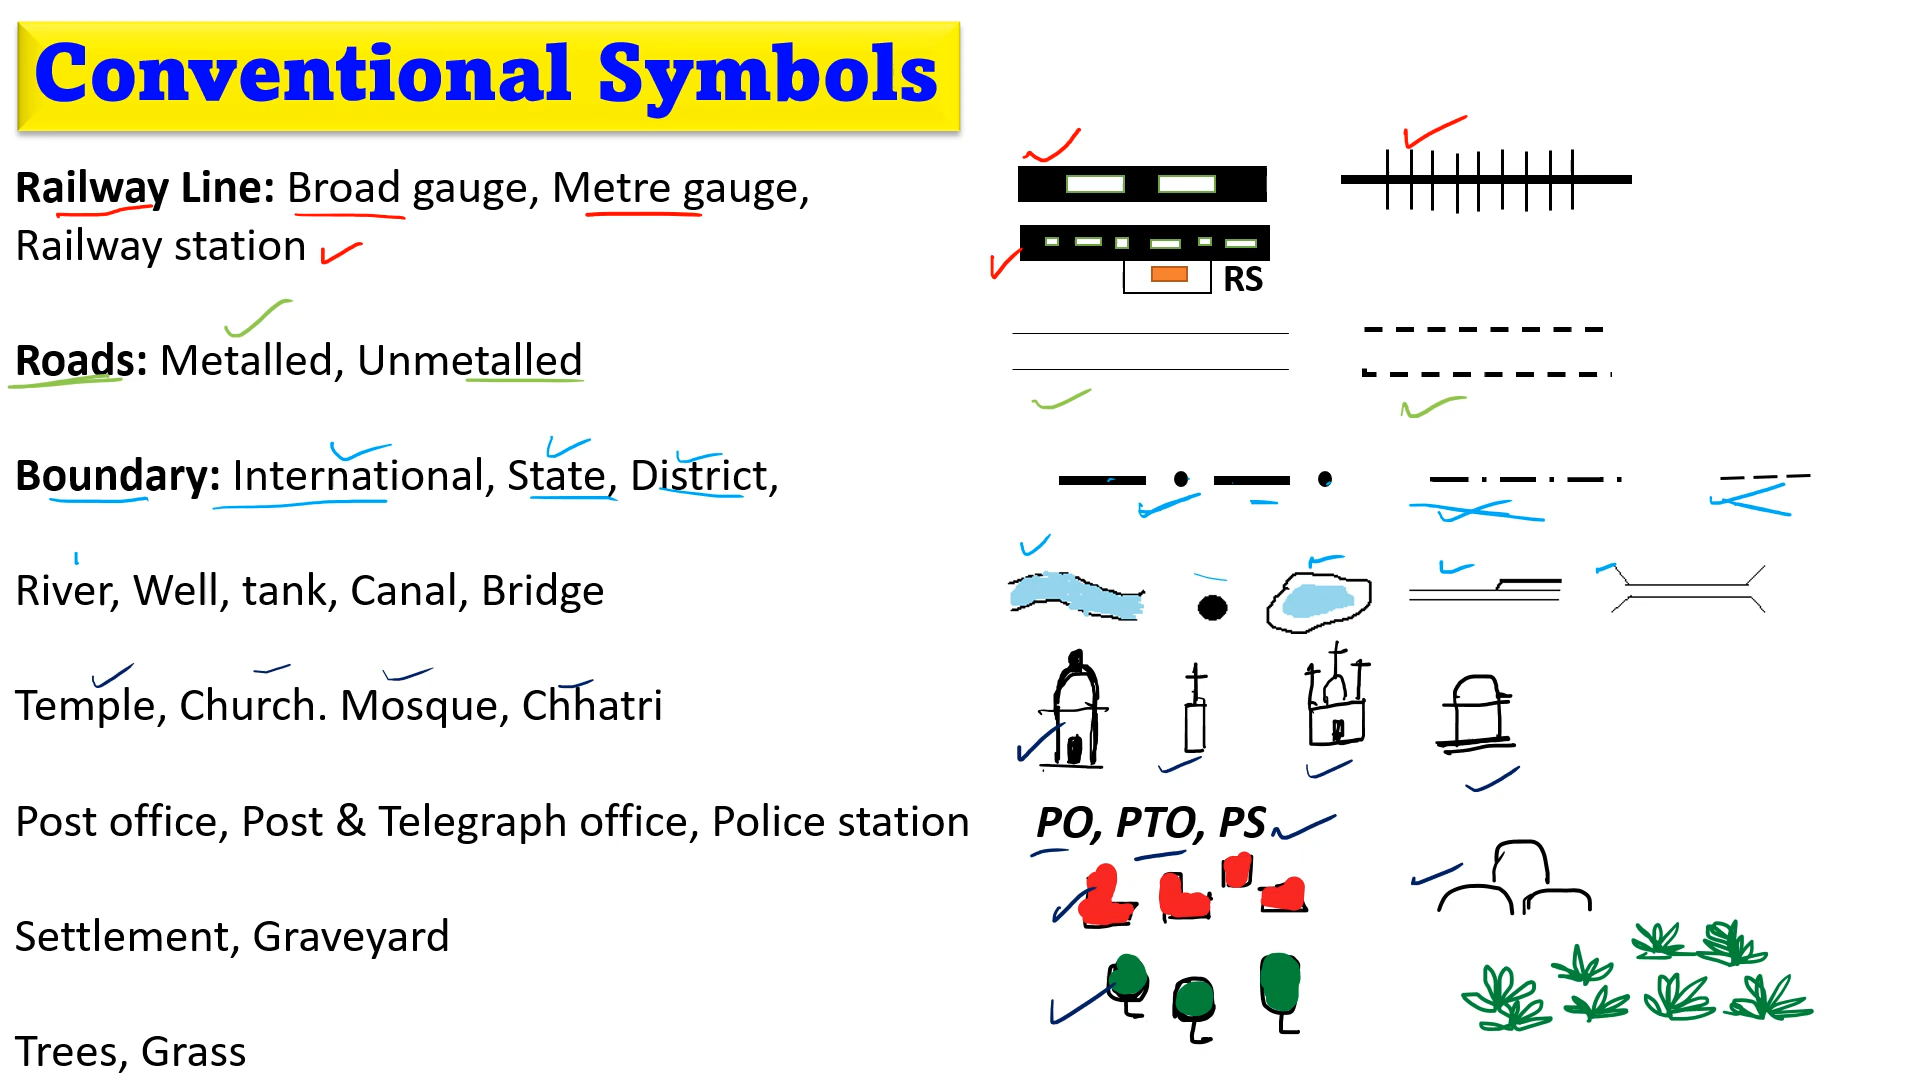 Conventional Symbols
Railway Line: Broad gauge, Metre gauge,
Railway station
RS
Roads: Metalled, Unmetalled
Boundary: International, State, District,
River, Well, tank, Canal, Bridge
Temple, Church. Mosque, Chhatri
Post office, Post & Telegraph office, Police station
PO, PTO, PS
Settlement, Graveyard
Trees, Grass